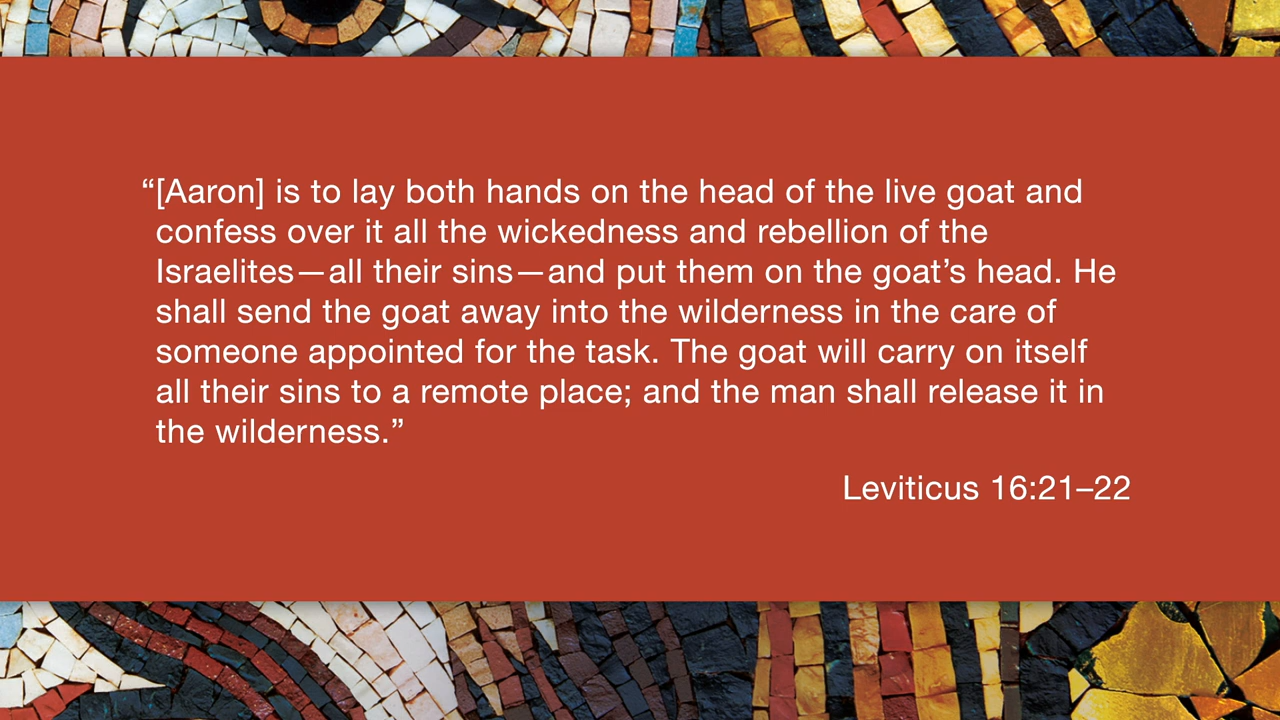 “[Aaron] is to lay both hands on the head of the live goat and
confess over it all the wickedness and rebellion of the
Israelites—all their sins—and put them on the goat’s head. He
shall send the goat away into the wilderness in the care of
someone appointed for the task. The goat will carry on itself
all their sins to a remote place; and the man shall release it in
the wilderness.”
Leviticus 16:21–22